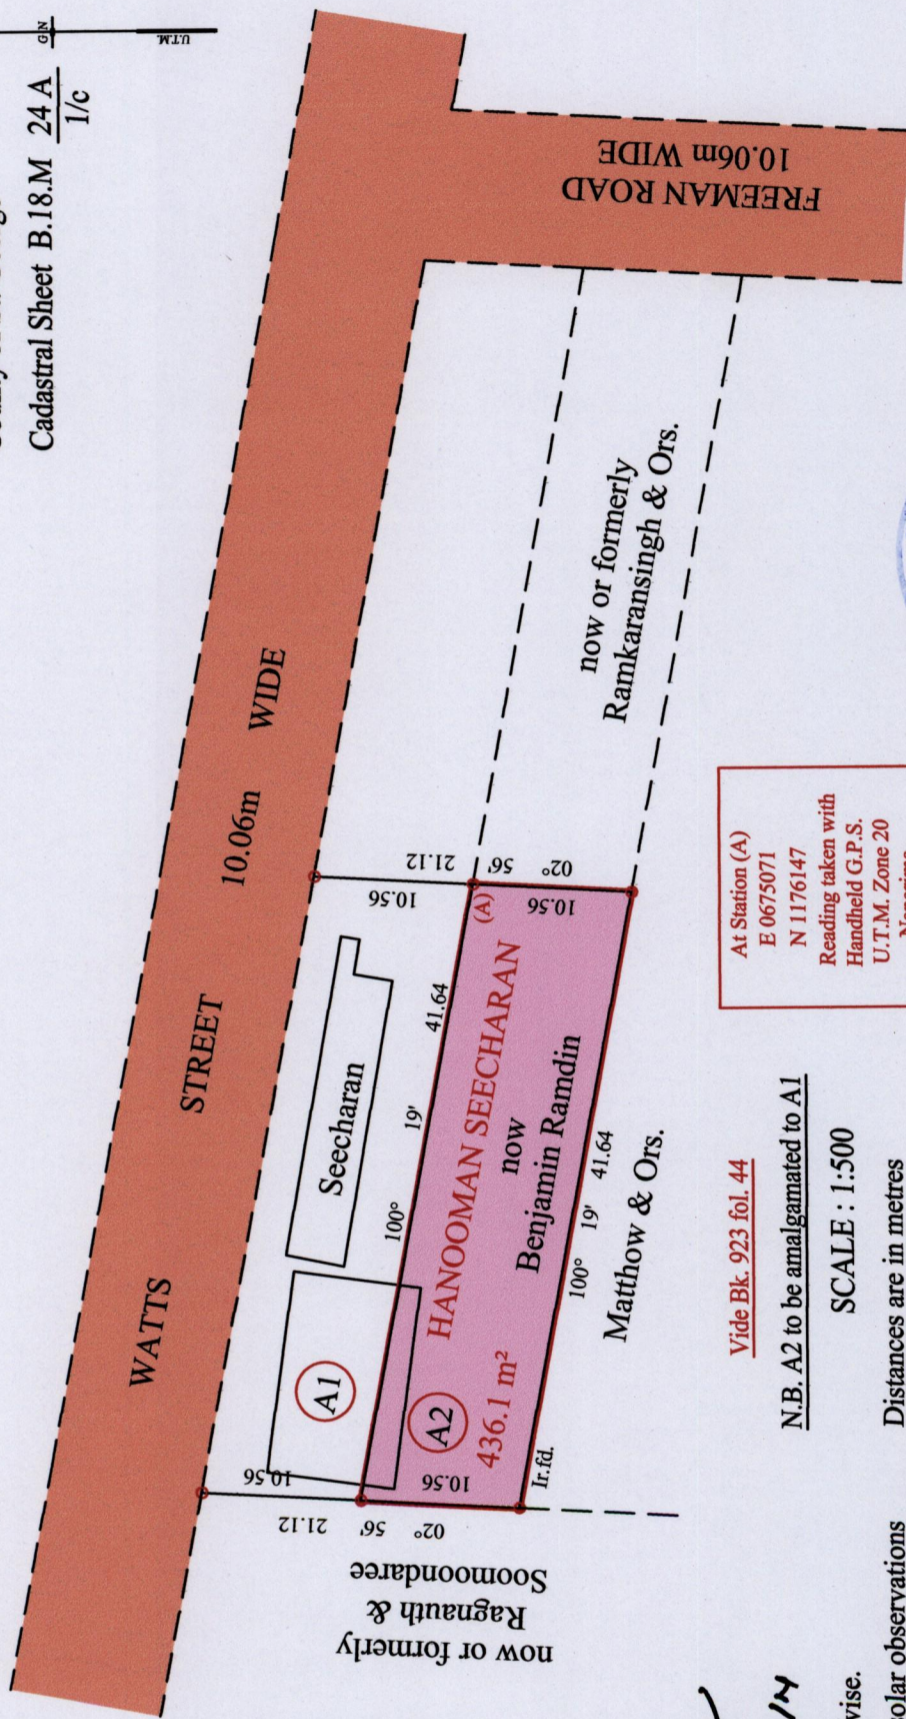 G N
U.T.M.
Cadastral Sheet B.18.M 24 A
1/c
WATTS STREET 10.06m WIDE
FREEMAN ROAD
10.06m WIDE
now or formerly
Ramkaransingh & Ors.
Seecharan
A1
10.56
21.12
10.56
21.12
100° 19' 41.64
(A)
A2
HANOOMAN SEECHARAN
now
Benjamin Ramdin
436.1 m²
10.56
02° 56'
10.56
02° 56'
Ir.fd.
100° 19' 41.64
Matthow & Ors.
now or formerly
Ragnauth &
Soomoondaree
At Station (A)
E 0675071
N 1176147
Reading taken with
Handheld G.P.S.
U.T.M. Zone 20
Vide Bk. 923 fol. 44
N.B. A2 to be amalgamated to A1
SCALE : 1:500
Distances are in metres
solar observations